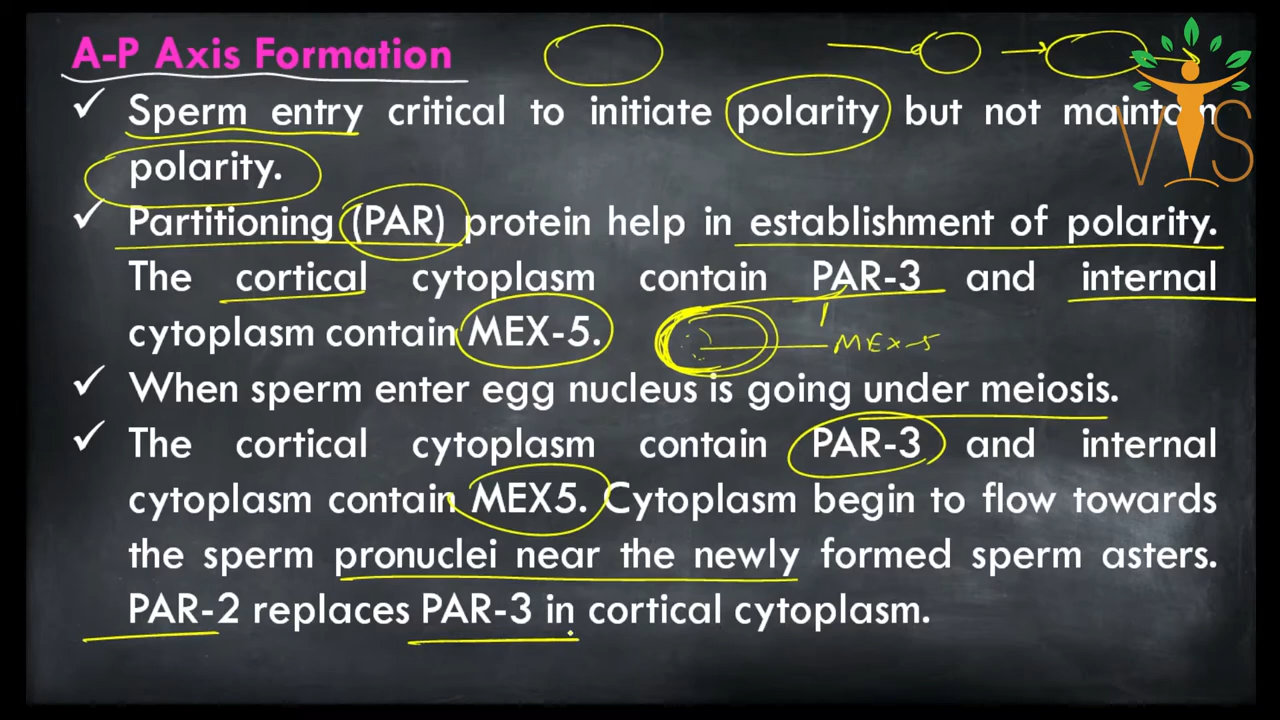 A-P Axis Formation
✓ Sperm entry critical to initiate polarity but not maintain
polarity.
✓ Partitioning (PAR) protein help in establishment of polarity.
The cortical cytoplasm contain PAR-3 and internal
cytoplasm contain MEX-5.
MEX-5
✓ When sperm enter egg nucleus is going under meiosis.
✓ The cortical cytoplasm contain PAR-3 and internal
cytoplasm contain MEX5. Cytoplasm begin to flow towards
the sperm pronuclei near the newly formed sperm asters.
PAR-2 replaces PAR-3 in cortical cytoplasm.
V S